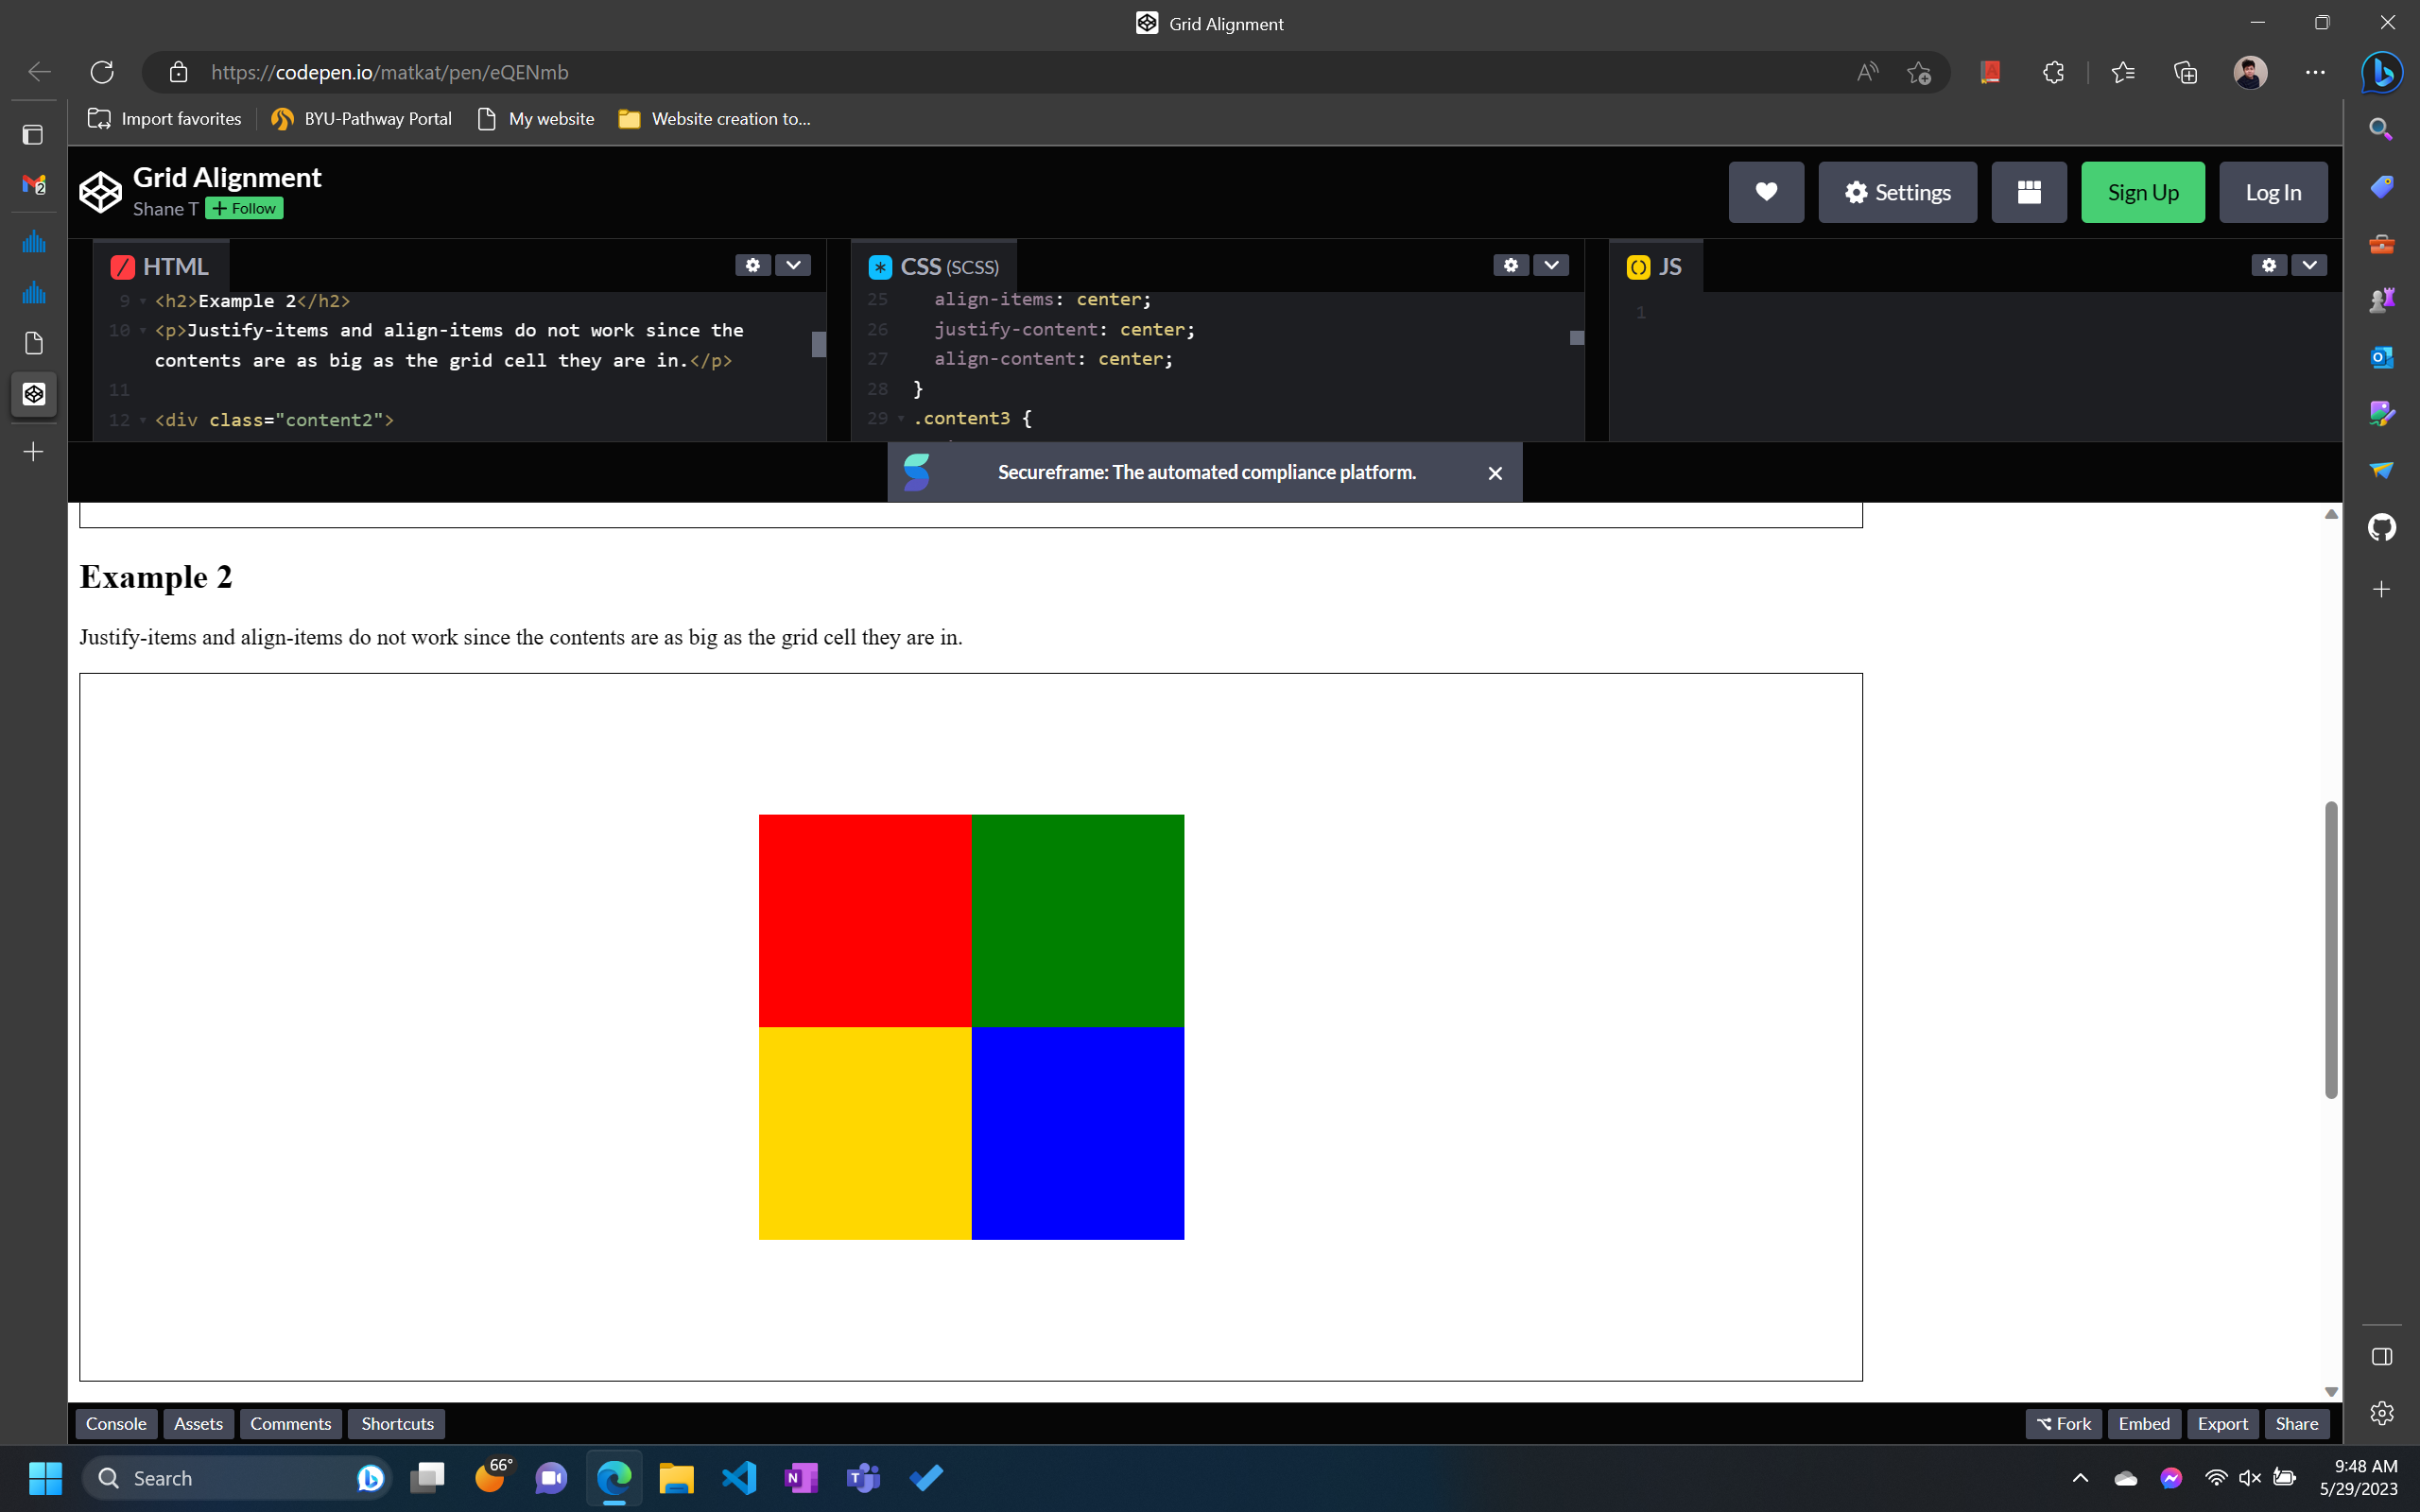 Grid Alignment
https://codepen.io/matkat/pen/eQENmb
Import favorites
BYU-Pathway Portal
My website
Website creation to...
2
Grid Alignment
Shane T
+ Follow
Settings
Sign Up
Log In
HTML
9 <h2>Example 2</h2>
10 <p>Justify-items and align-items do not work since the
contents are as big as the grid cell they are in.</p>
11
12 <div class="content2">
CSS (SCSS)
25 align-items: center;
26 justify-content: center;
27 align-content: center;
28 }
29 .content3 {
JS
1
Secureframe: The automated compliance platform.
Example 2
Justify-items and align-items do not work since the contents are as big as the grid cell they are in.
Console
Assets
Comments
Shortcuts
Fork
Embed
Export
Share
Search
66°
9:48 AM
5/29/2023